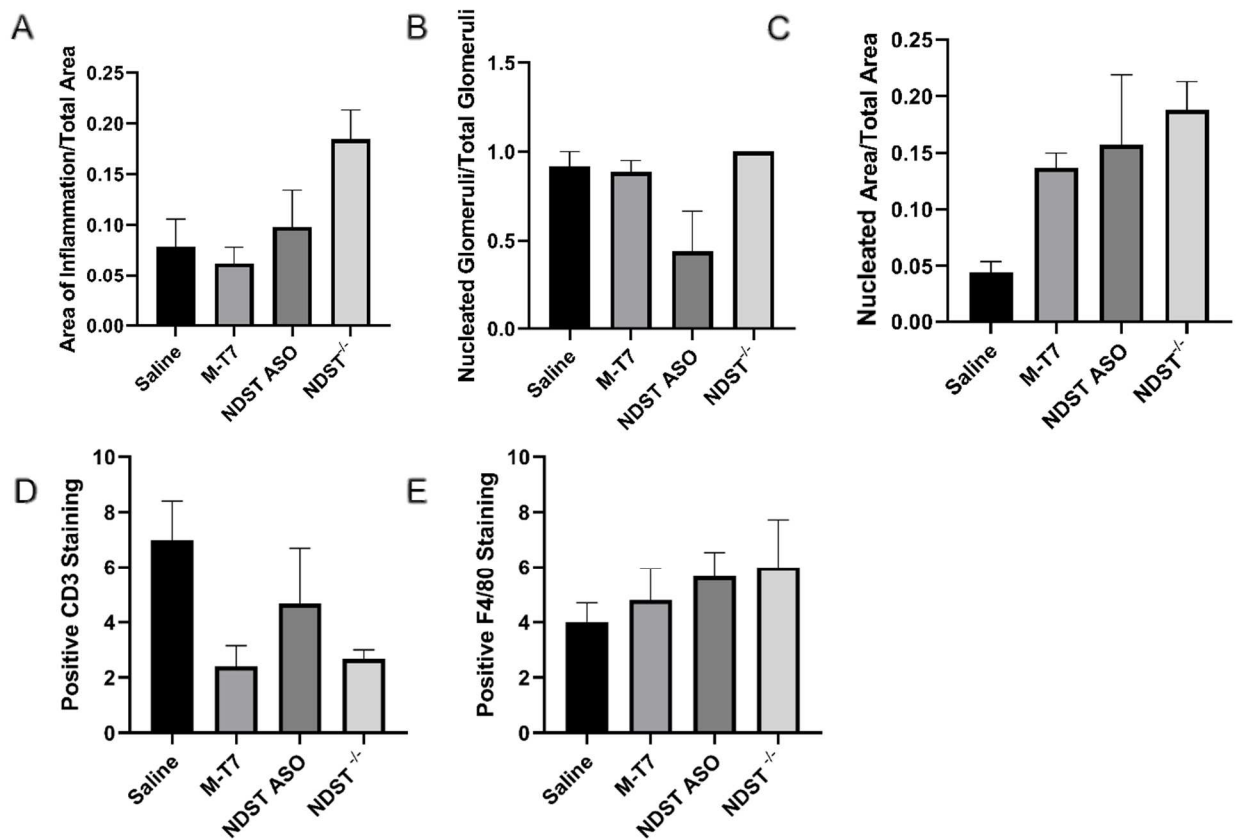 A
Area of Inflammation/Total Area
0.25
0.20
0.15
0.10
0.05
0.00
Saline
M-T7
NDST ASO
NDST-/-
B
Nucleated Glomeruli/Total Glomeruli
1.5
1.0
0.5
0.0
Saline
M-T7
NDST ASO
NDST-/-
C
Nucleated Area/Total Area
0.25
0.20
0.15
0.10
0.05
0.00
Saline
M-T7
NDST ASO
NDST-/-
D
Positive CD3 Staining
10
8
6
4
2
0
Saline
M-T7
NDST ASO
NDST-/-
E
Positive F4/80 Staining
10
8
6
4
2
0
Saline
M-T7
NDST ASO
NDST-/-